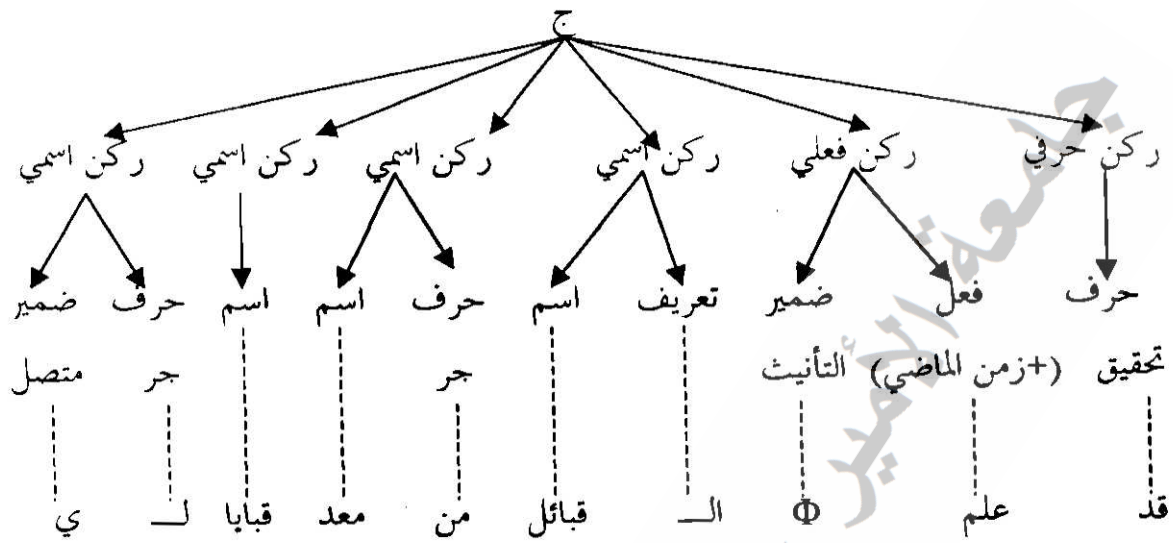 ج
ركن حرفي ركن فعلي ركن اسمي ركن اسمي ركن اسمي ركن اسمي
حرف فعل ضمير تعريف اسم حرف اسم اسم حرف ضمير
تحقيق (+زمن الماضي) التأنيث جر جر متصل
قد علم Φ الـ قبائل من معد قبابا لـ ي
جامعة الأمير